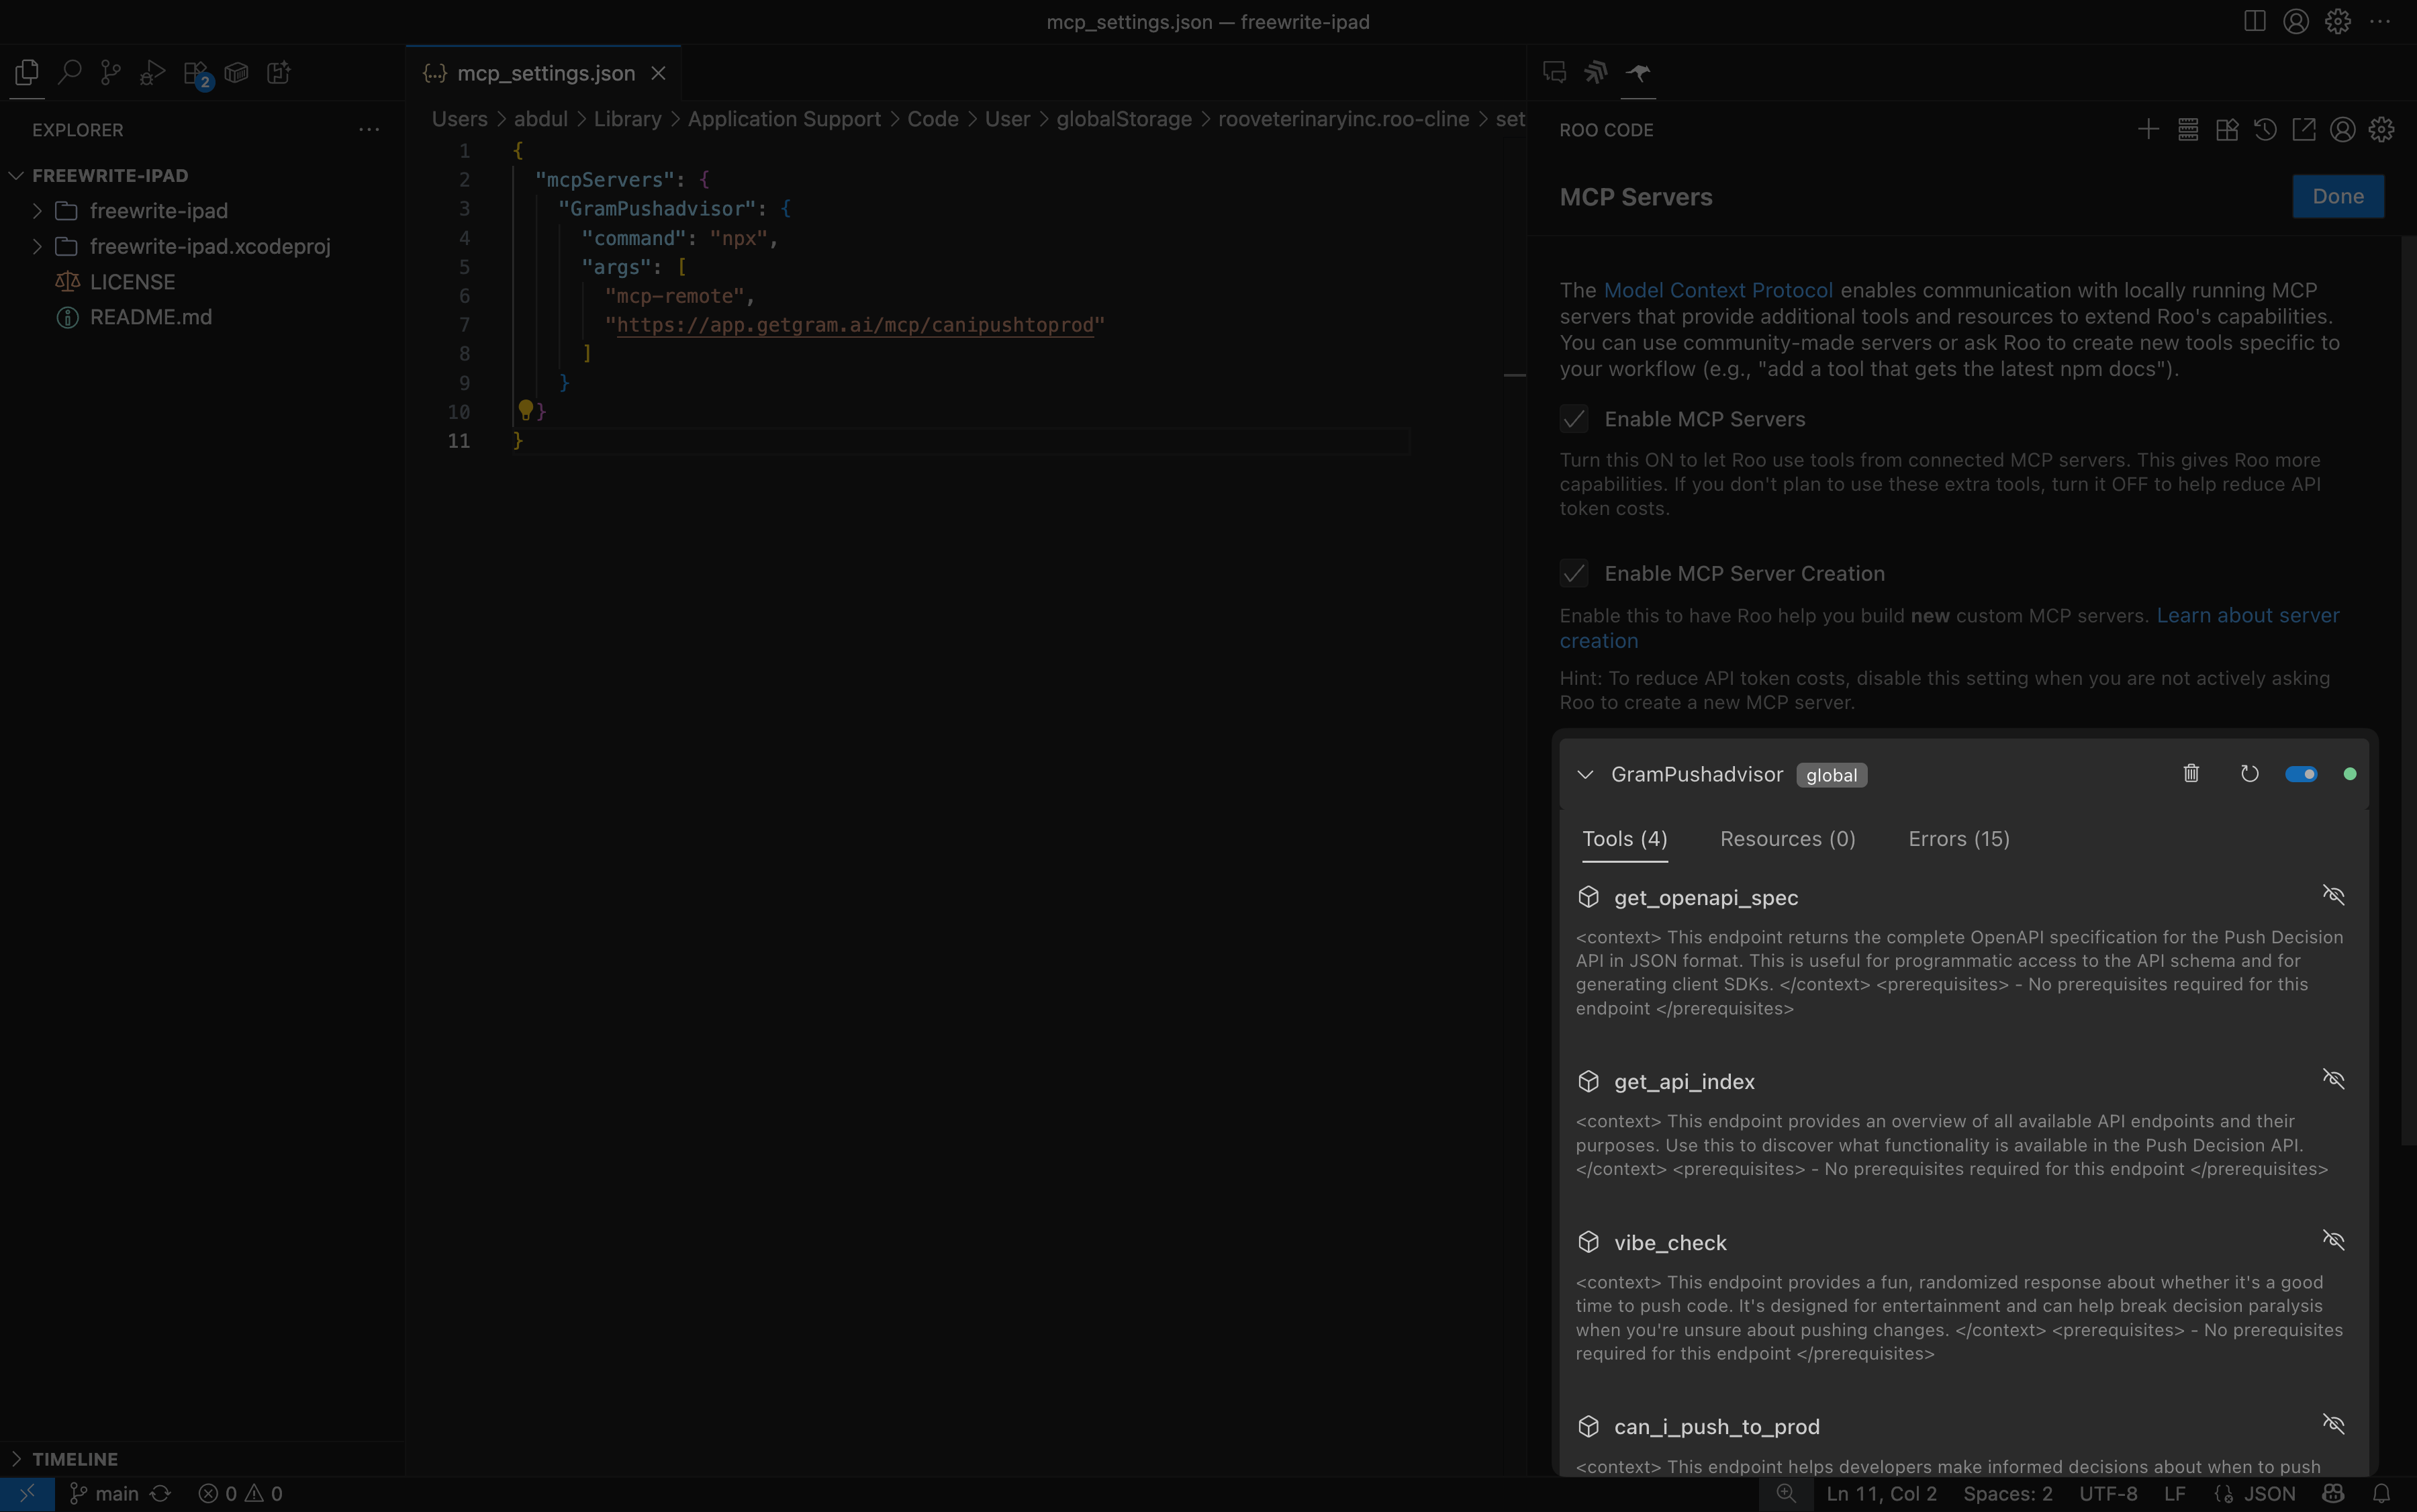 mcp_settings.json — freewrite-ipad
2
EXPLORER
FREEWRITE-IPAD
freewrite-ipad
freewrite-ipad.xcodeproj
LICENSE
README.md
TIMELINE
{...} mcp_settings.json
Users > abdul > Library > Application Support > Code > User > globalStorage > rooveterinaryinc.roo-cline > set
1 {
2 "mcpServers": {
3 "GramPushadvisor": {
4 "command": "npx",
5 "args": [
6 "mcp-remote",
7 "https://app.getgram.ai/mcp/canipushtoprod"
8 ]
9 }
10 }
11 }
ROO CODE
MCP Servers
Done
The Model Context Protocol enables communication with locally running MCP
servers that provide additional tools and resources to extend Roo's capabilities.
You can use community-made servers or ask Roo to create new tools specific to
your workflow (e.g., "add a tool that gets the latest npm docs").
Enable MCP Servers
Turn this ON to let Roo use tools from connected MCP servers. This gives Roo more
capabilities. If you don't plan to use these extra tools, turn it OFF to help reduce API
token costs.
Enable MCP Server Creation
Enable this to have Roo help you build new custom MCP servers. Learn about server
creation
Hint: To reduce API token costs, disable this setting when you are not actively asking
Roo to create a new MCP server.
GramPushadvisor global
Tools (4) Resources (0) Errors (15)
get_openapi_spec
<context> This endpoint returns the complete OpenAPI specification for the Push Decision
API in JSON format. This is useful for programmatic access to the API schema and for
generating client SDKs. </context> <prerequisites> - No prerequisites required for this
endpoint </prerequisites>
get_api_index
<context> This endpoint provides an overview of all available API endpoints and their
purposes. Use this to discover what functionality is available in the Push Decision API.
</context> <prerequisites> - No prerequisites required for this endpoint </prerequisites>
vibe_check
<context> This endpoint provides a fun, randomized response about whether it's a good
time to push code. It's designed for entertainment and can help break decision paralysis
when you're unsure about pushing changes. </context> <prerequisites> - No prerequisites
required for this endpoint </prerequisites>
can_i_push_to_prod
<context> This endpoint helps developers make informed decisions about when to push
main 0 0
Ln 11, Col 2 Spaces: 2 UTF-8 LF {} JSON